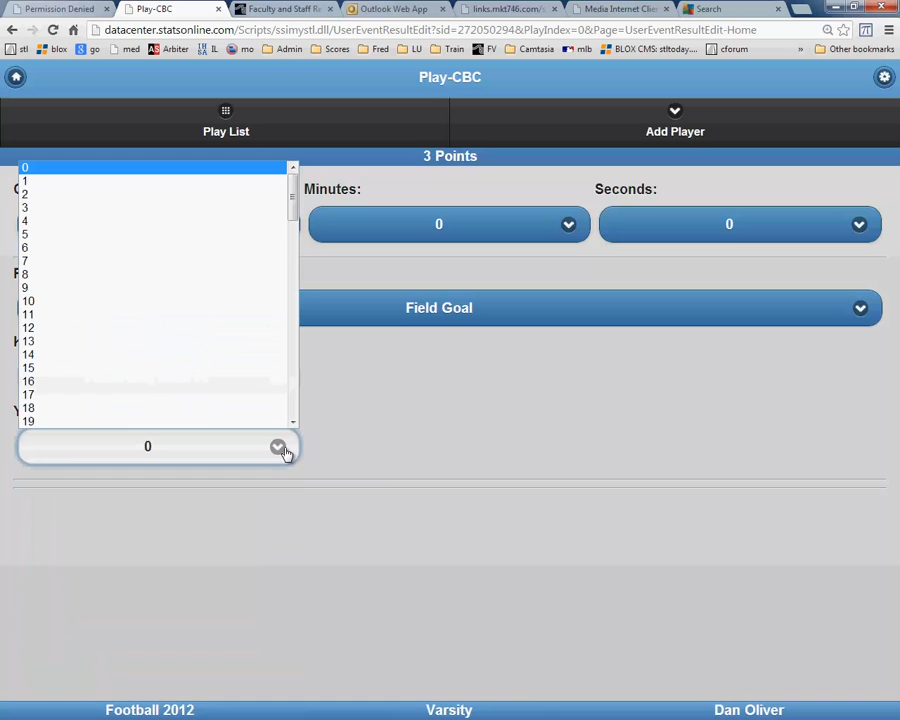 Permission Denied
Play-CBC
Faculty and Staff Re
Outlook Web App
links.mkt746.com/s
Media Internet Clie
Search
datacenter.statsonline.com/Scripts/ssimystl.dll/UserEventResultEdit?sid=272050294&PlayIndex=0&Page=UserEventResultEdit-Home
stl
blox
go
med
Arbiter
IL
mo
Admin
Scores
Fred
LU
Train
FV
Camtasia
mlb
BLOX CMS: stltoday....
cforum
Other bookmarks
Play-CBC
Play List
Add Player
3 Points
Minutes:
Seconds:
0
0
Field Goal
0
1
2
3
4
5
6
7
8
9
10
11
12
13
14
15
16
17
18
19
0
Football 2012
Varsity
Dan Oliver